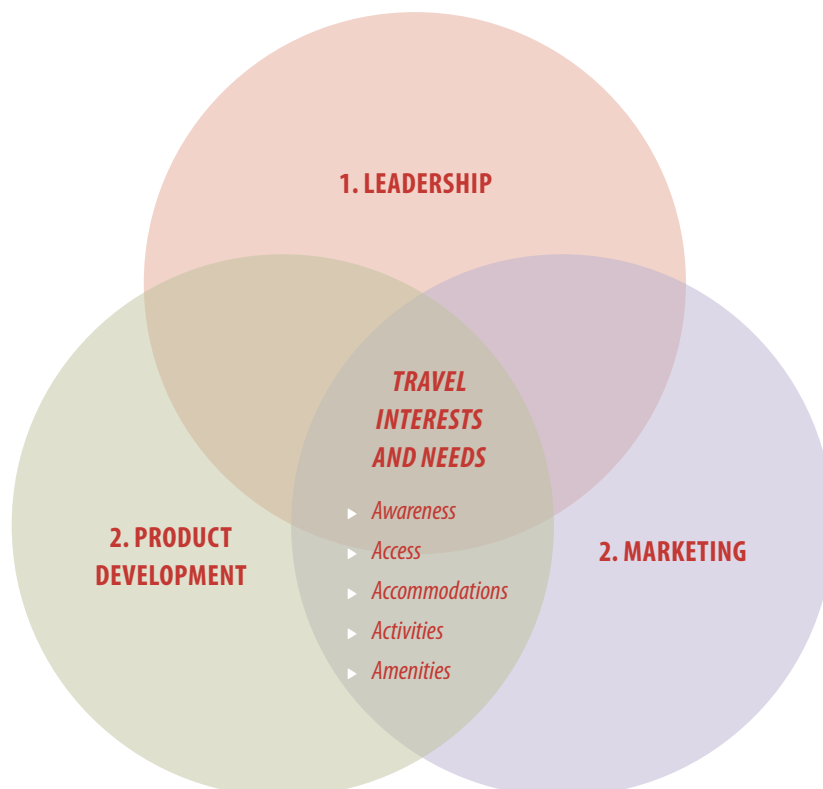 1. LEADERSHIP
TRAVEL
INTERESTS
AND NEEDS
Awareness
Access
Accommodations
Activities
Amenities
2. PRODUCT
DEVELOPMENT
2. MARKETING